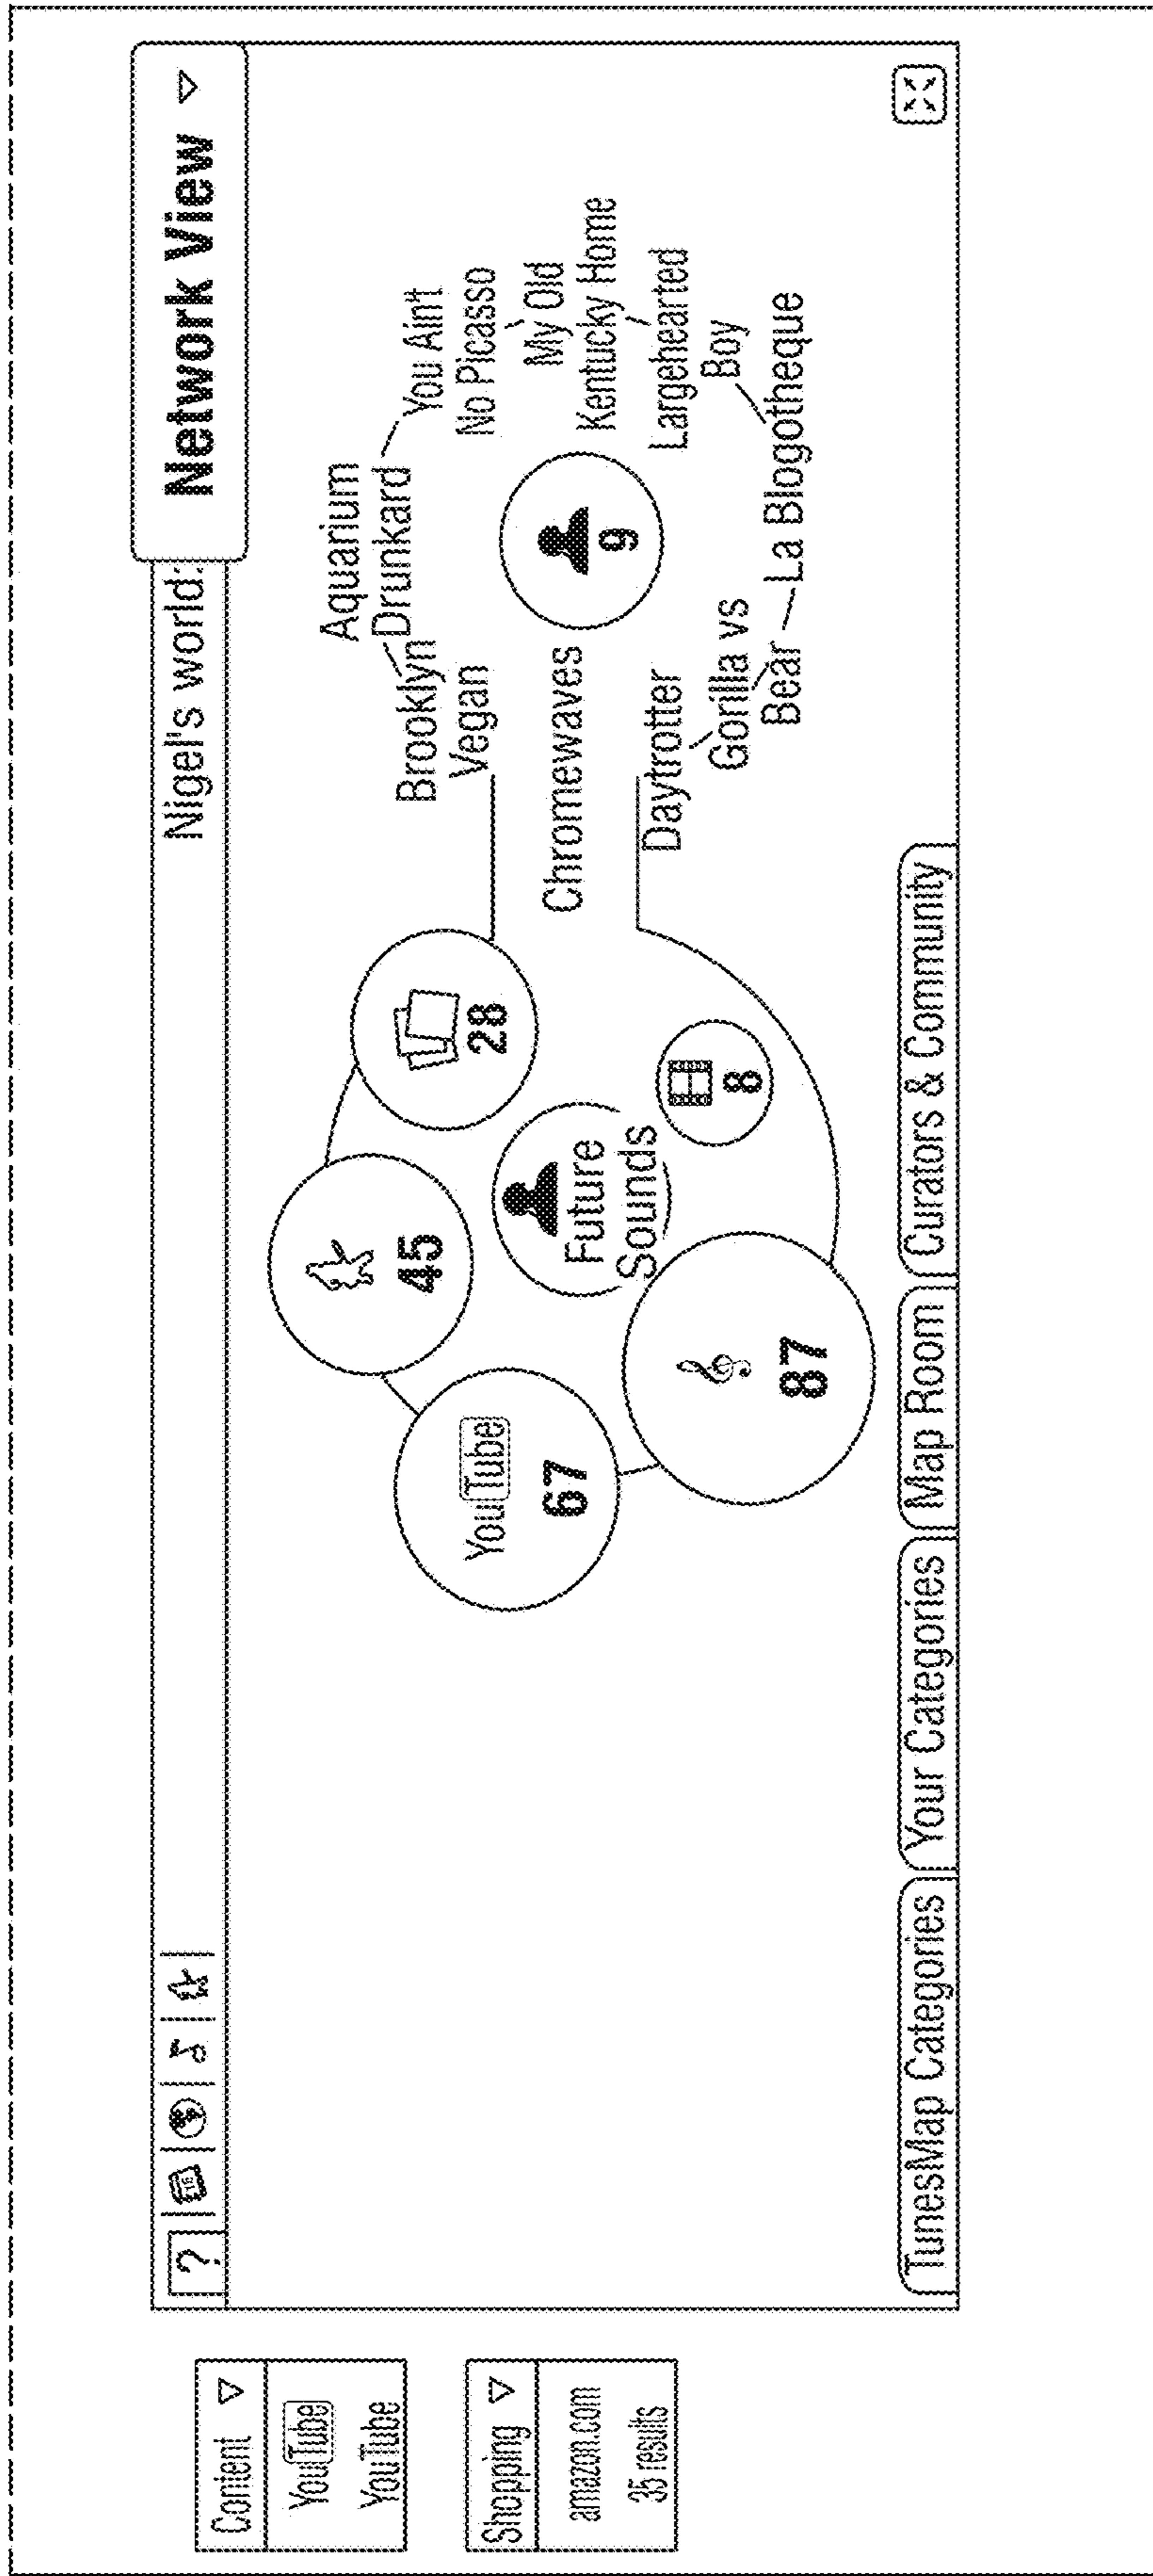 Content
YouTube
YouTube
Shopping
amazon.com
35 results
?
Nigel's world:
Network View
YouTube
67
45
28
Future
Sounds
87
8
Brooklyn
Vegan
Aquarium
Drunkard
You Ain't
No Picasso
My Old
Kentucky Home
Largehearted
Boy
La Blogotheque
Gorilla vs
Bear
Daytrotter
Chromewaves
9
TunesMap Categories
Your Categories
Map Room
Curators & Community